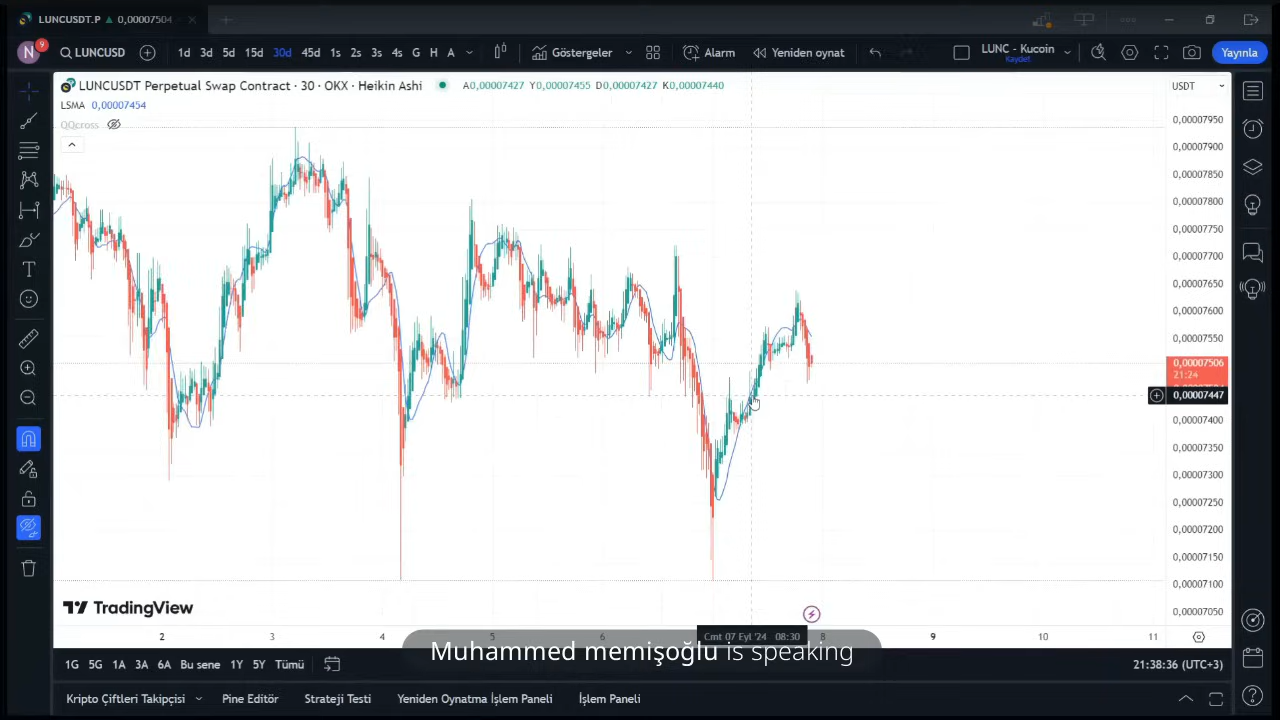 LUNCUSDT.P ▲ 0,00007504
N 9 LUNCUSD 1d 3d 5d 15d 30d 45d 1s 2s 3s 4s G H A Göstergeler Alarm Yeniden oynat LUNC - Kucoin Kaydet Yayınla
LUNCUSDT Perpetual Swap Contract · 30 · OKX · Heikin Ashi A0,00007427 Y0,00007455 D0,00007427 K0,00007440 USDT
LSMA 0,00007454
QQcross
0,00007950
0,00007900
0,00007850
0,00007800
0,00007750
0,00007700
0,00007650
0,00007600
0,00007550
0,00007506
21:24
0,00007447
0,00007400
0,00007350
0,00007300
0,00007250
0,00007200
0,00007150
0,00007100
0,00007050
TradingView
2 3 4 5 6 Cmt 07 Eyl '24 08:30 8 9 10 11
Muhammed memişoğlu is speaking
1G 5G 1A 3A 6A Bu sene 1Y 5Y Tümü 21:38:36 (UTC+3)
Kripto Çiftleri Takipçisi Pine Editör Strateji Testi Yeniden Oynatma İşlem Paneli İşlem Paneli